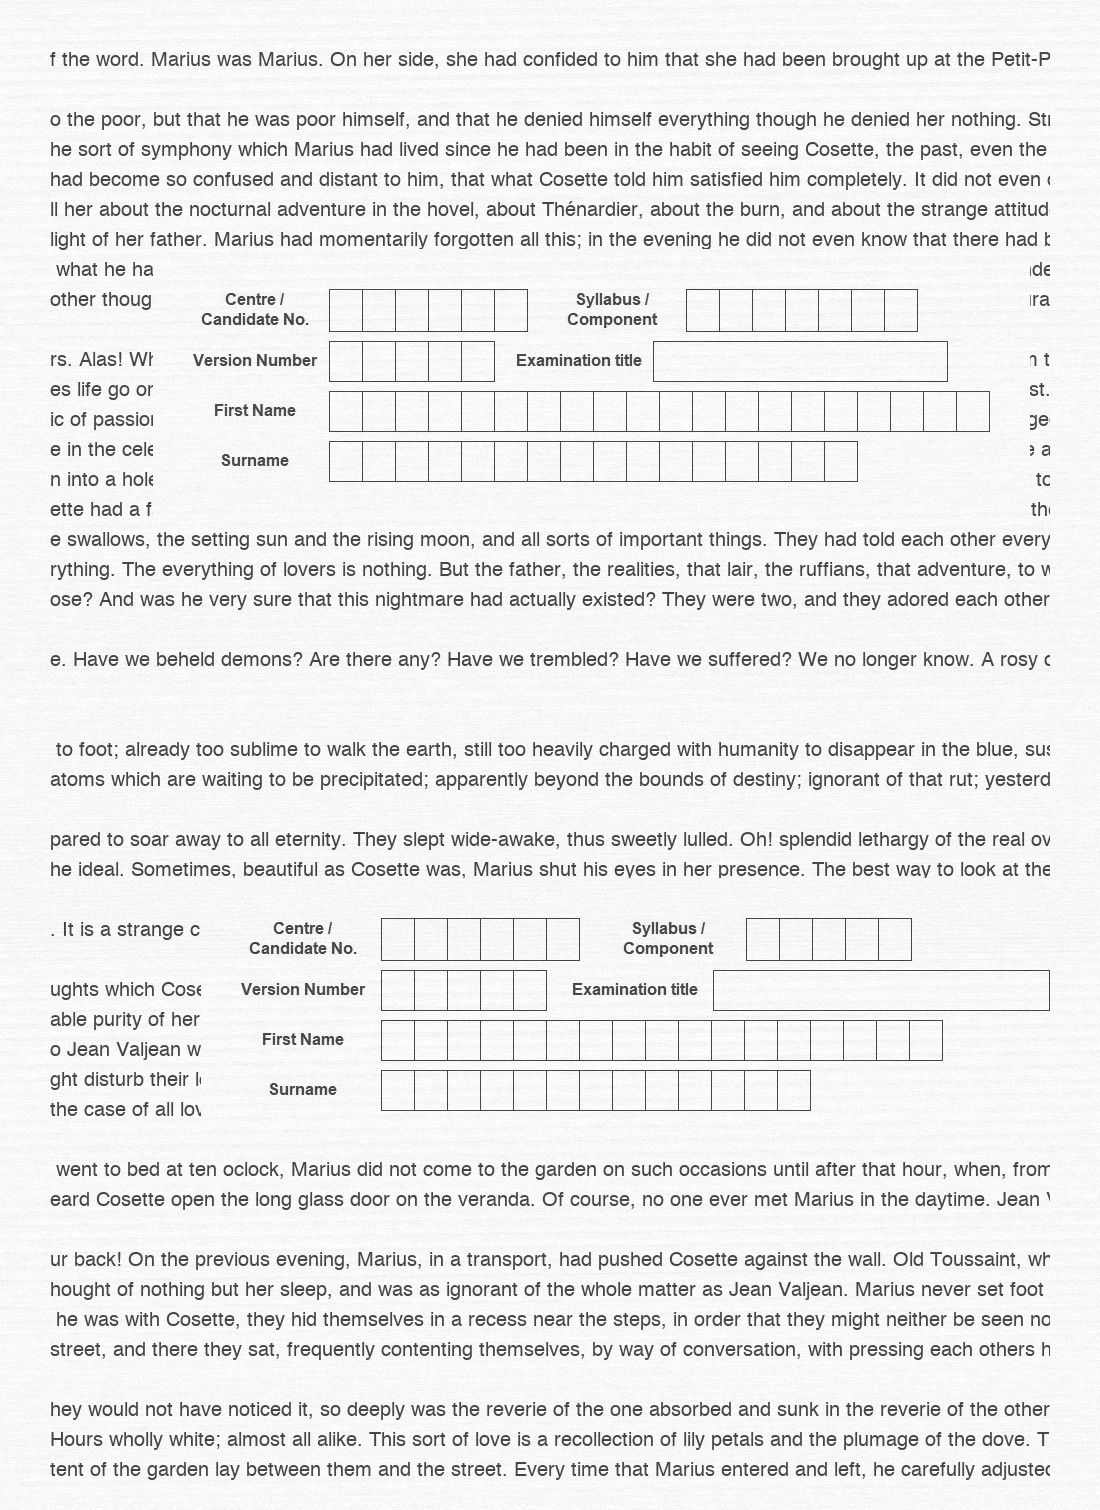 f the word. Marius was Marius. On her side, she had confided to him that she had been brought up at the Petit-P
o the poor, but that he was poor himself, and that he denied himself everything though he denied her nothing. Str
he sort of symphony which Marius had lived since he had been in the habit of seeing Cosette, the past, even the
had become so confused and distant to him, that what Cosette told him satisfied him completely. It did not even
ll her about the nocturnal adventure in the hovel, about Thénardier, about the burn, and about the strange attitud
light of her father. Marius had momentarily forgotten all this; in the evening he did not even know that there had b
what he ha
other thoug
Centre / Candidate No. Syllabus / Component
rs. Alas! Wh Version Number Examination title
es life go or st.
ic of passion First Name
e in the cele a
Surname
n into a hole to
ette had a f the
e swallows, the setting sun and the rising moon, and all sorts of important things. They had told each other every
rything. The everything of lovers is nothing. But the father, the realities, that lair, the ruffians, that adventure, to w
ose? And was he very sure that this nightmare had actually existed? They were two, and they adored each other
e. Have we beheld demons? Are there any? Have we trembled? Have we suffered? We no longer know. A rosy
to foot; already too sublime to walk the earth, still too heavily charged with humanity to disappear in the blue, sus
atoms which are waiting to be precipitated; apparently beyond the bounds of destiny; ignorant of that rut; yesterd
pared to soar away to all eternity. They slept wide-awake, thus sweetly lulled. Oh! splendid lethargy of the real ov
he ideal. Sometimes, beautiful as Cosette was, Marius shut his eyes in her presence. The best way to look at the
. It is a strange c Centre / Candidate No. Syllabus / Component
ughts which Cose Version Number Examination title
able purity of her
First Name
o Jean Valjean w
ght disturb their l
Surname
the case of all lov
went to bed at ten oclock, Marius did not come to the garden on such occasions until after that hour, when, from
eard Cosette open the long glass door on the veranda. Of course, no one ever met Marius in the daytime. Jean V
ur back! On the previous evening, Marius, in a transport, had pushed Cosette against the wall. Old Toussaint, wh
hought of nothing but her sleep, and was as ignorant of the whole matter as Jean Valjean. Marius never set foot
he was with Cosette, they hid themselves in a recess near the steps, in order that they might neither be seen no
street, and there they sat, frequently contenting themselves, by way of conversation, with pressing each others h
hey would not have noticed it, so deeply was the reverie of the one absorbed and sunk in the reverie of the other
Hours wholly white; almost all alike. This sort of love is a recollection of lily petals and the plumage of the dove. T
tent of the garden lay between them and the street. Every time that Marius entered and left, he carefully adjusted